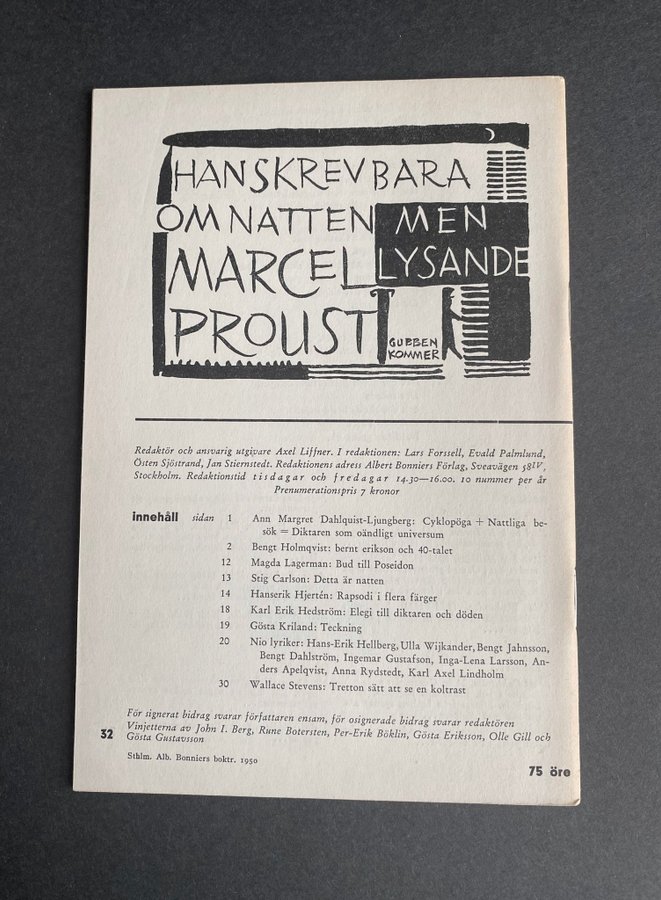 HAN SKREV BARA
OM NATTEN MEN
MARCEL LYSANDE
PROUST
GUBBEN
KOMMER
Redaktör och ansvarig utgivare Axel Liffner. I redaktionen: Lars Forssell, Evald Palmlund,
Östen Sjöstrand, Jan Stiernstedt. Redaktionens adress Albert Bonniers Förlag, Sveavägen 58IV,
Stockholm. Redaktionstid tisdagar och fredagar 14.30—16.00. 10 nummer per år
Prenumerationspris 7 kronor
innehåll sidan 1 Ann Margret Dahlquist-Ljungberg: Cyklopöga + Nattliga be-
sök = Diktaren som oändligt universum
2 Bengt Holmqvist: bernt erikson och 40-talet
12 Magda Lagerman: Bud till Poseidon
13 Stig Carlson: Detta är natten
14 Hanserik Hjertén: Rapsodi i flera färger
18 Karl Erik Hedström: Elegi till diktaren och döden
19 Gösta Kriland: Teckning
20 Nio lyriker: Hans-Erik Hellberg, Ulla Wijkander, Bengt Jahnsson,
Bengt Dahlström, Ingemar Gustafson, Inga-Lena Larsson, An-
ders Apelqvist, Anna Rydstedt, Karl Axel Lindholm
30 Wallace Stevens: Tretton sätt att se en koltrast
För signerat bidrag svarar författaren ensam, för osignerade bidrag svarar redaktören
Vinjetterna av John I. Berg, Rune Botersten, Per-Erik Böklin, Gösta Eriksson, Olle Gill och
32 Gösta Gustavsson
Sthlm. Alb. Bonniers boktr. 1950
75 öre